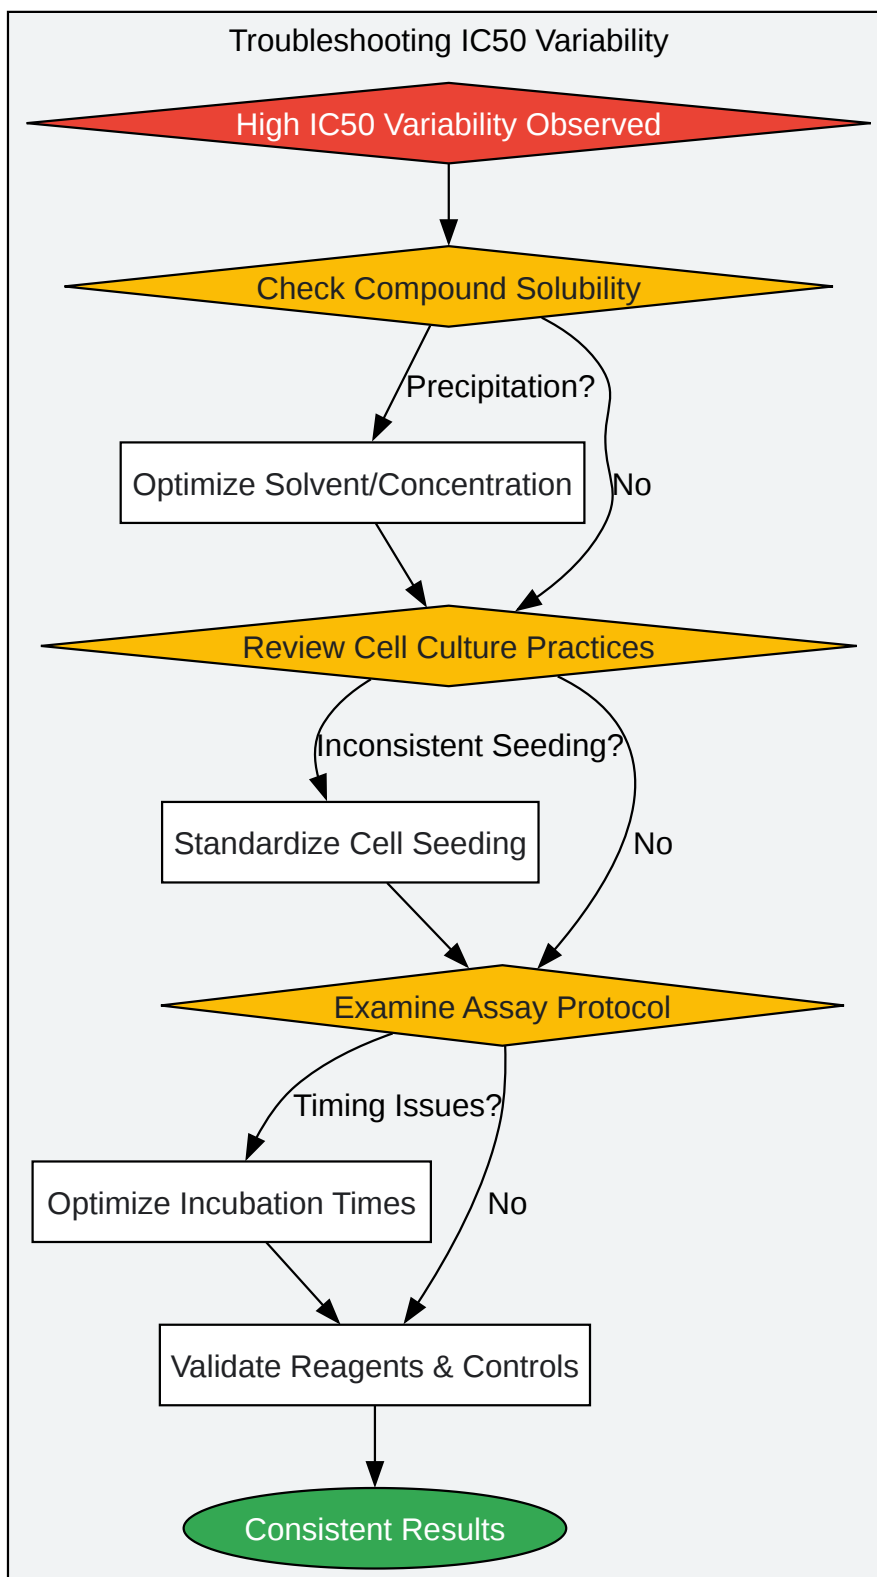 Troubleshooting IC50 Variability
High IC50 Variability Observed
Check Compound Solubility
Precipitation?
Optimize Solvent/Concentration
No
Review Cell Culture Practices
Inconsistent Seeding?
Standardize Cell Seeding
No
Examine Assay Protocol
Timing Issues?
Optimize Incubation Times
No
Validate Reagents & Controls
Consistent Results